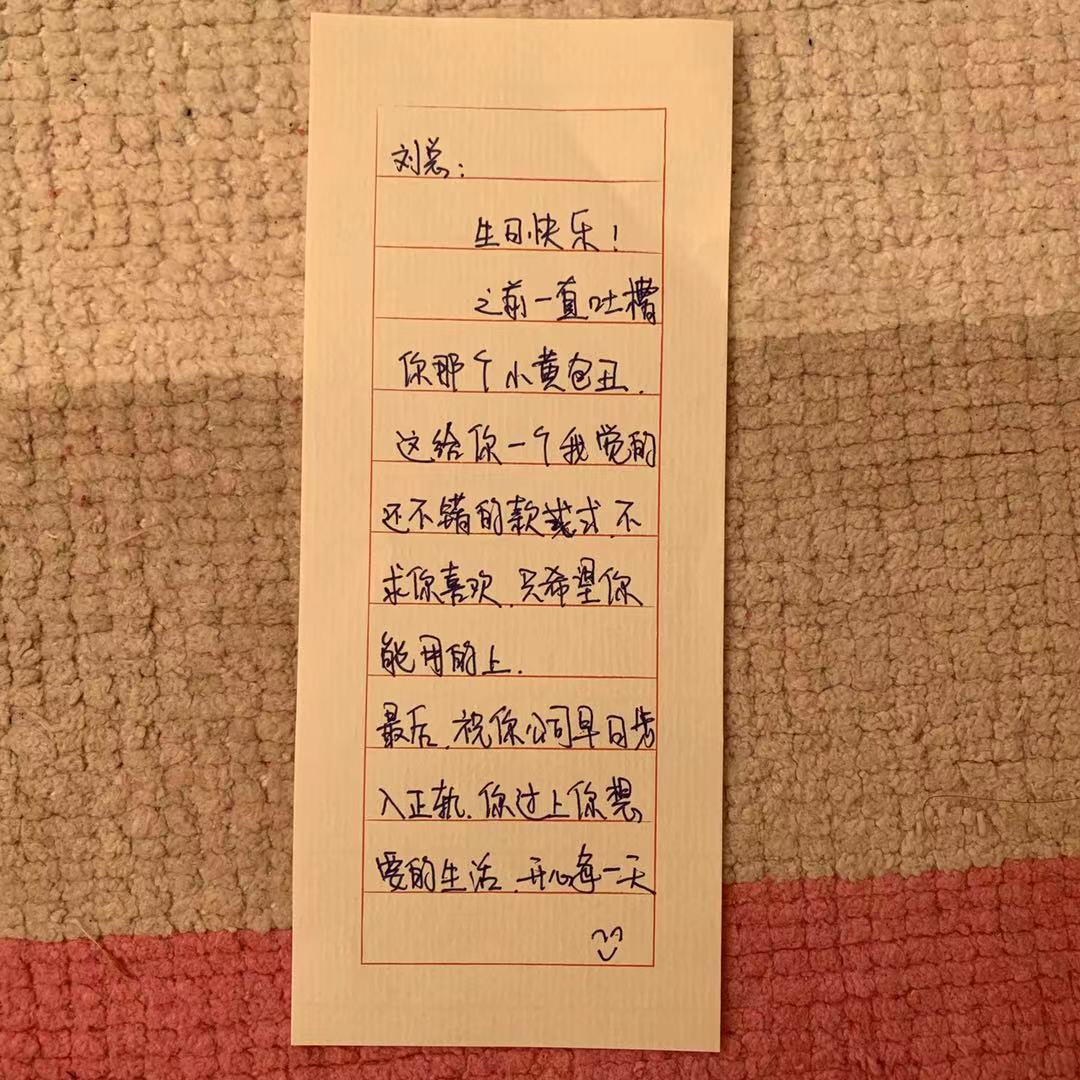 刘总：
生日快乐！
之前一直吐槽
你那个小黄包丑.
这给你一个我觉的
还不错的款式.不
求你喜欢.只希望你
能用的上.
最后.祝你公司早日步
入正轨.你过上你想
要的生活.开心每一天